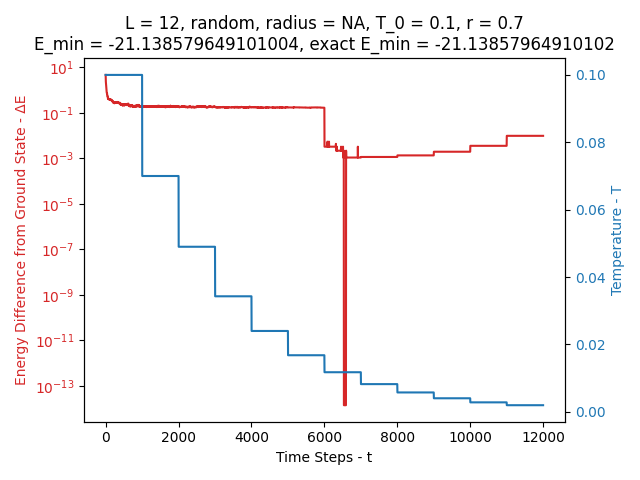 L = 12, random, radius = NA, T_0 = 0.1, r = 0.7
E_min = -21.138579649101004, exact E_min = -21.13857964910102
10^1
10^-1
10^-3
10^-5
10^-7
10^-9
10^-11
10^-13
Energy Difference from Ground State - ΔE
0.10
0.08
0.06
0.04
0.02
0.00
Temperature - T
0 2000 4000 6000 8000 10000 12000
Time Steps - t